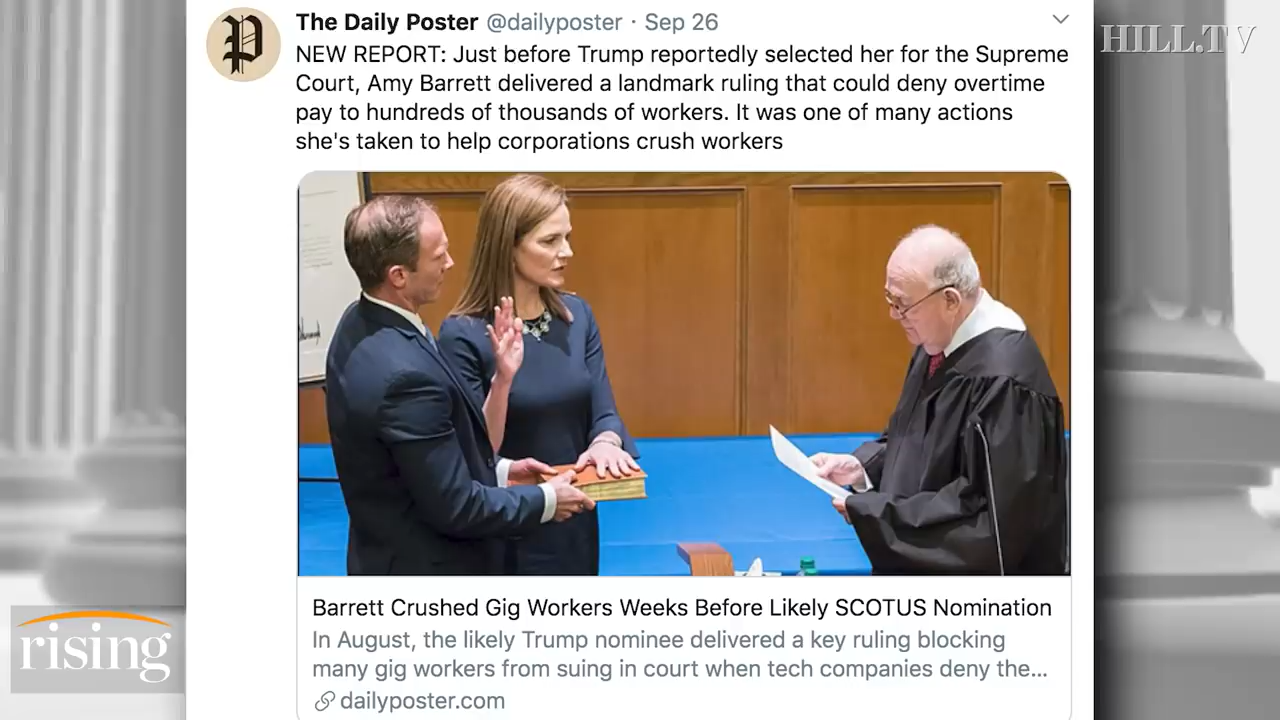 The Daily Poster @dailyposter · Sep 26
NEW REPORT: Just before Trump reportedly selected her for the Supreme
Court, Amy Barrett delivered a landmark ruling that could deny overtime
pay to hundreds of thousands of workers. It was one of many actions
she's taken to help corporations crush workers
Barrett Crushed Gig Workers Weeks Before Likely SCOTUS Nomination
In August, the likely Trump nominee delivered a key ruling blocking
many gig workers from suing in court when tech companies deny the...
dailyposter.com
HILL.TV
rising